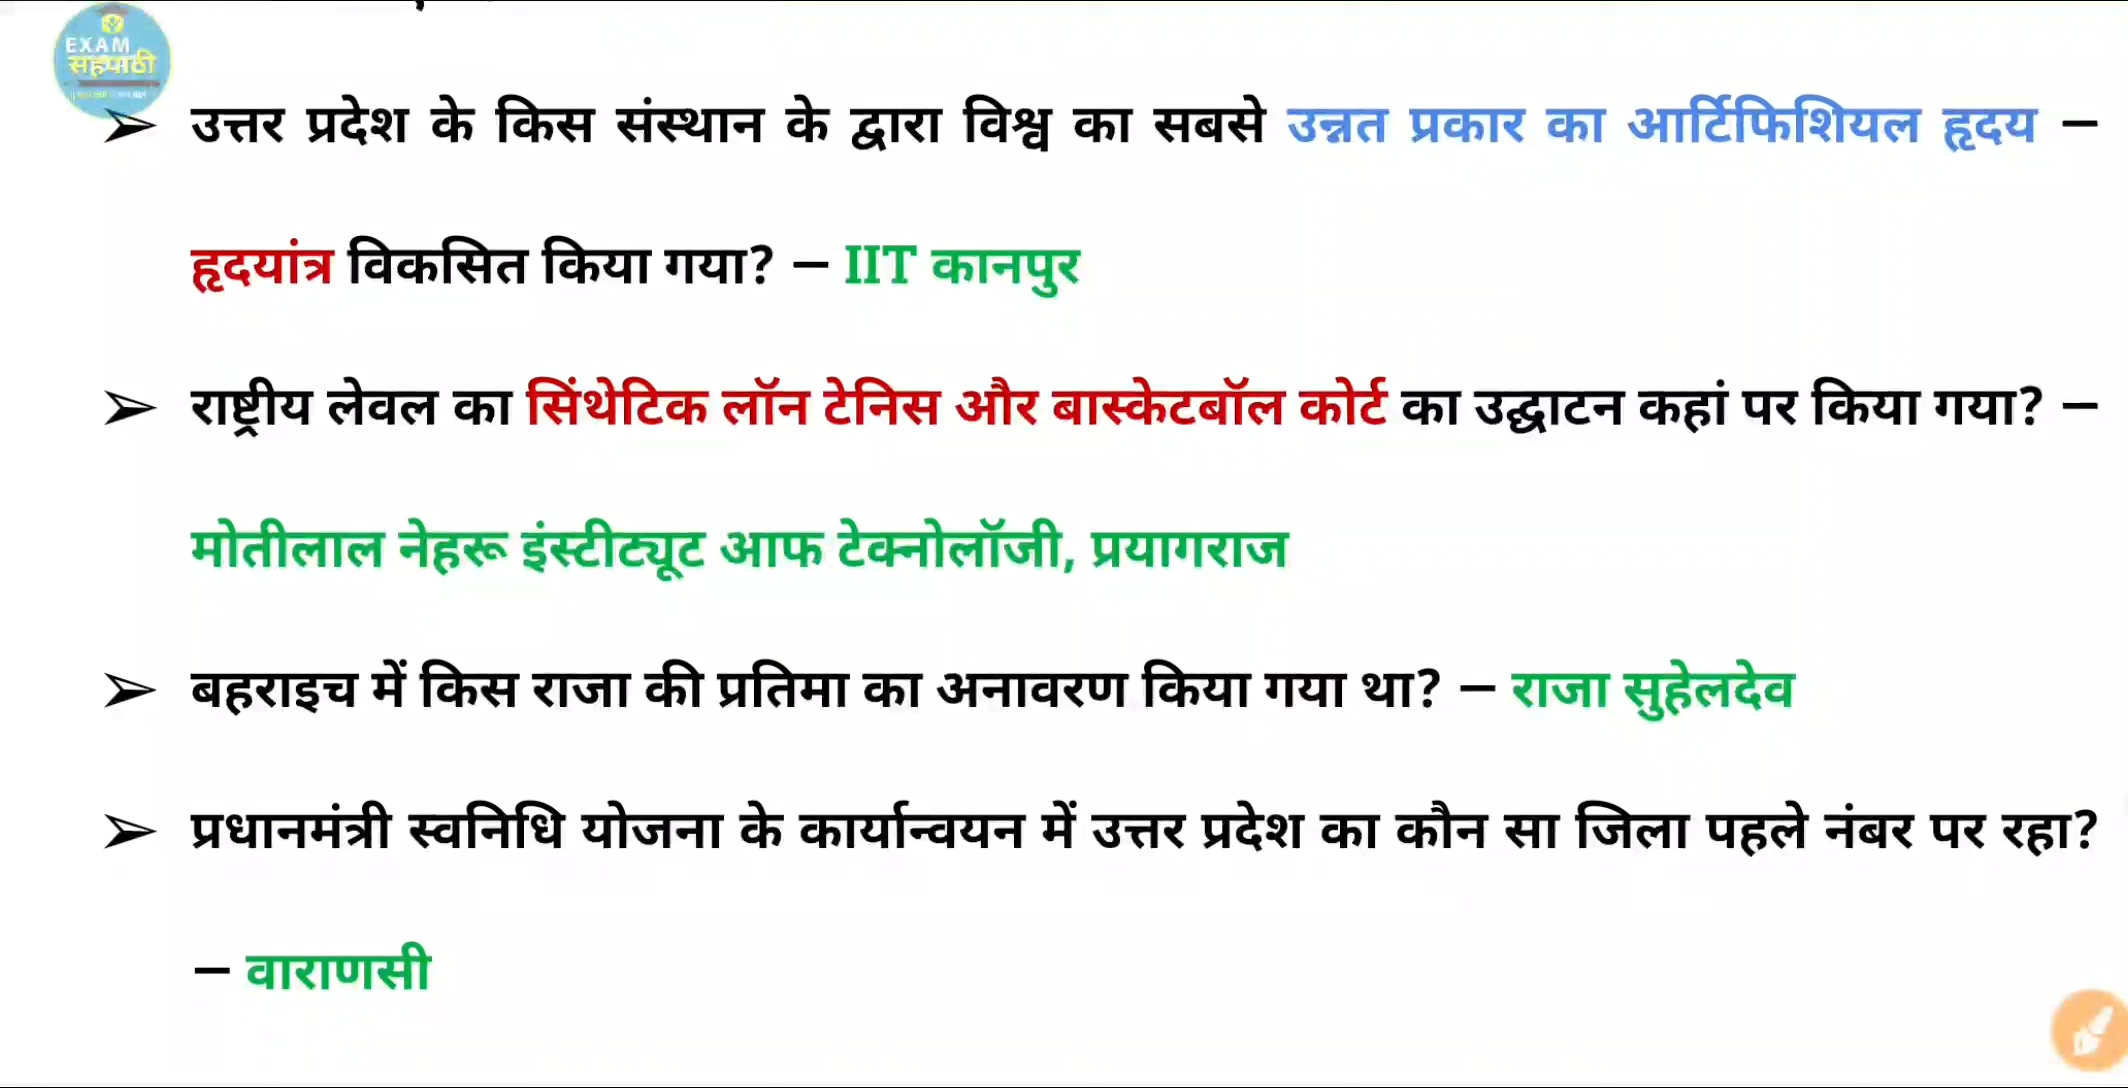 EXAM
सहपाठी
उत्तर प्रदेश के किस संस्थान के द्वारा विश्व का सबसे उन्नत प्रकार का आर्टिफिशियल हृदय –
हृदयांत्र विकसित किया गया? – IIT कानपुर
राष्ट्रीय लेवल का सिंथेटिक लॉन टेनिस और बास्केटबॉल कोर्ट का उद्घाटन कहां पर किया गया? –
मोतीलाल नेहरू इंस्टीट्यूट आफ टेक्नोलॉजी, प्रयागराज
बहराइच में किस राजा की प्रतिमा का अनावरण किया गया था? – राजा सुहेलदेव
प्रधानमंत्री स्वनिधि योजना के कार्यान्वयन में उत्तर प्रदेश का कौन सा जिला पहले नंबर पर रहा?
– वाराणसी